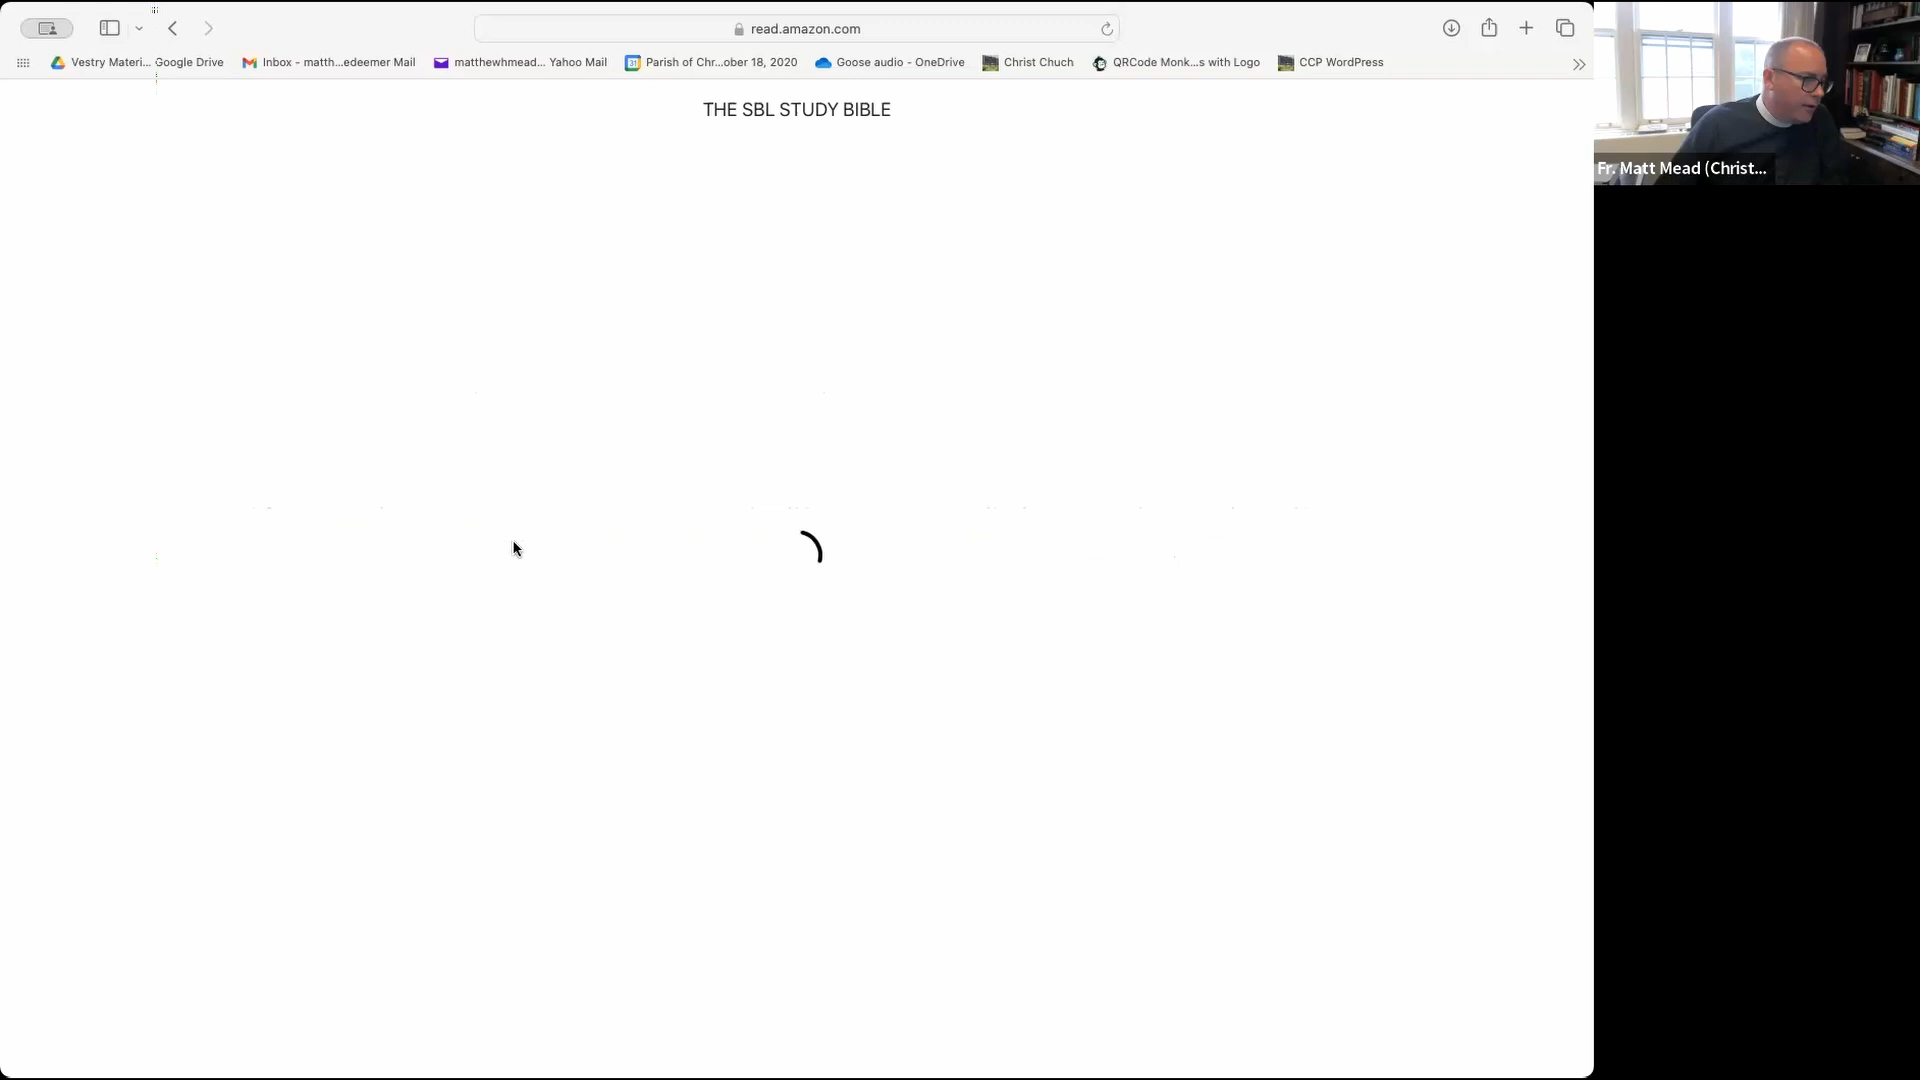 read.amazon.com
Vestry Materi... Google Drive
Inbox - matth...edeemer Mail
matthewhmead... Yahoo Mail
Parish of Chr...ober 18, 2020
Goose audio - OneDrive
Christ Chuch
QRCode Monk...s with Logo
CCP WordPress
THE SBL STUDY BIBLE
Fr. Matt Mead (Christ...